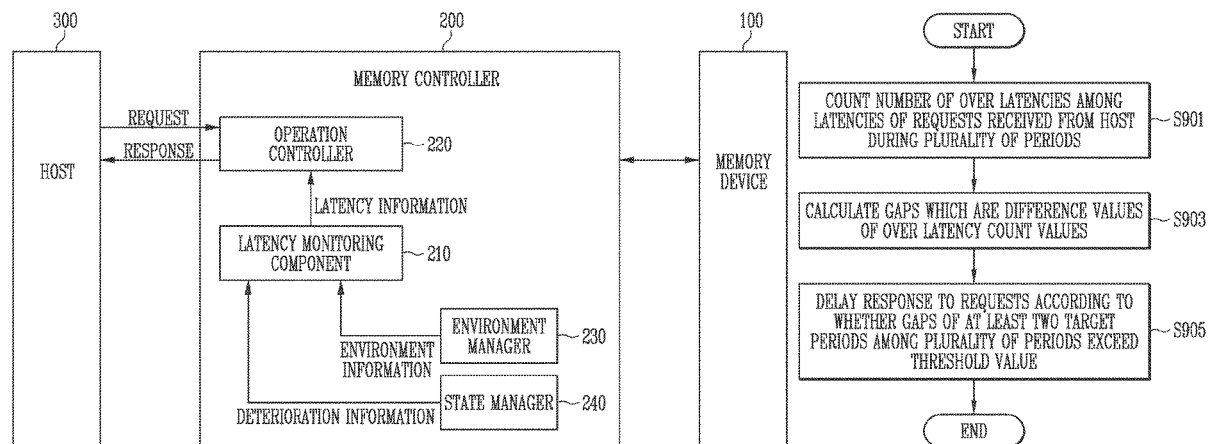 300
200
100
HOST
REQUEST
RESPONSE
MEMORY CONTROLLER
OPERATION
CONTROLLER
220
LATENCY INFORMATION
LATENCY MONITORING
COMPONENT
210
ENVIRONMENT
MANAGER
230
ENVIRONMENT
INFORMATION
STATE MANAGER
240
DETERIORATION INFORMATION
MEMORY
DEVICE
START
COUNT NUMBER OF OVER LATENCIES AMONG
LATENCIES OF REQUESTS RECEIVED FROM HOST
DURING PLURALITY OF PERIODS
S901
CALCULATE GAPS WHICH ARE DIFFERENCE VALUES
OF OVER LATENCY COUNT VALUES
S903
DELAY RESPONSE TO REQUESTS ACCORDING TO
WHETHER GAPS OF AT LEAST TWO TARGET
PERIODS AMONG PLURALITY OF PERIODS EXCEED
THRESHOLD VALUE
S905
END